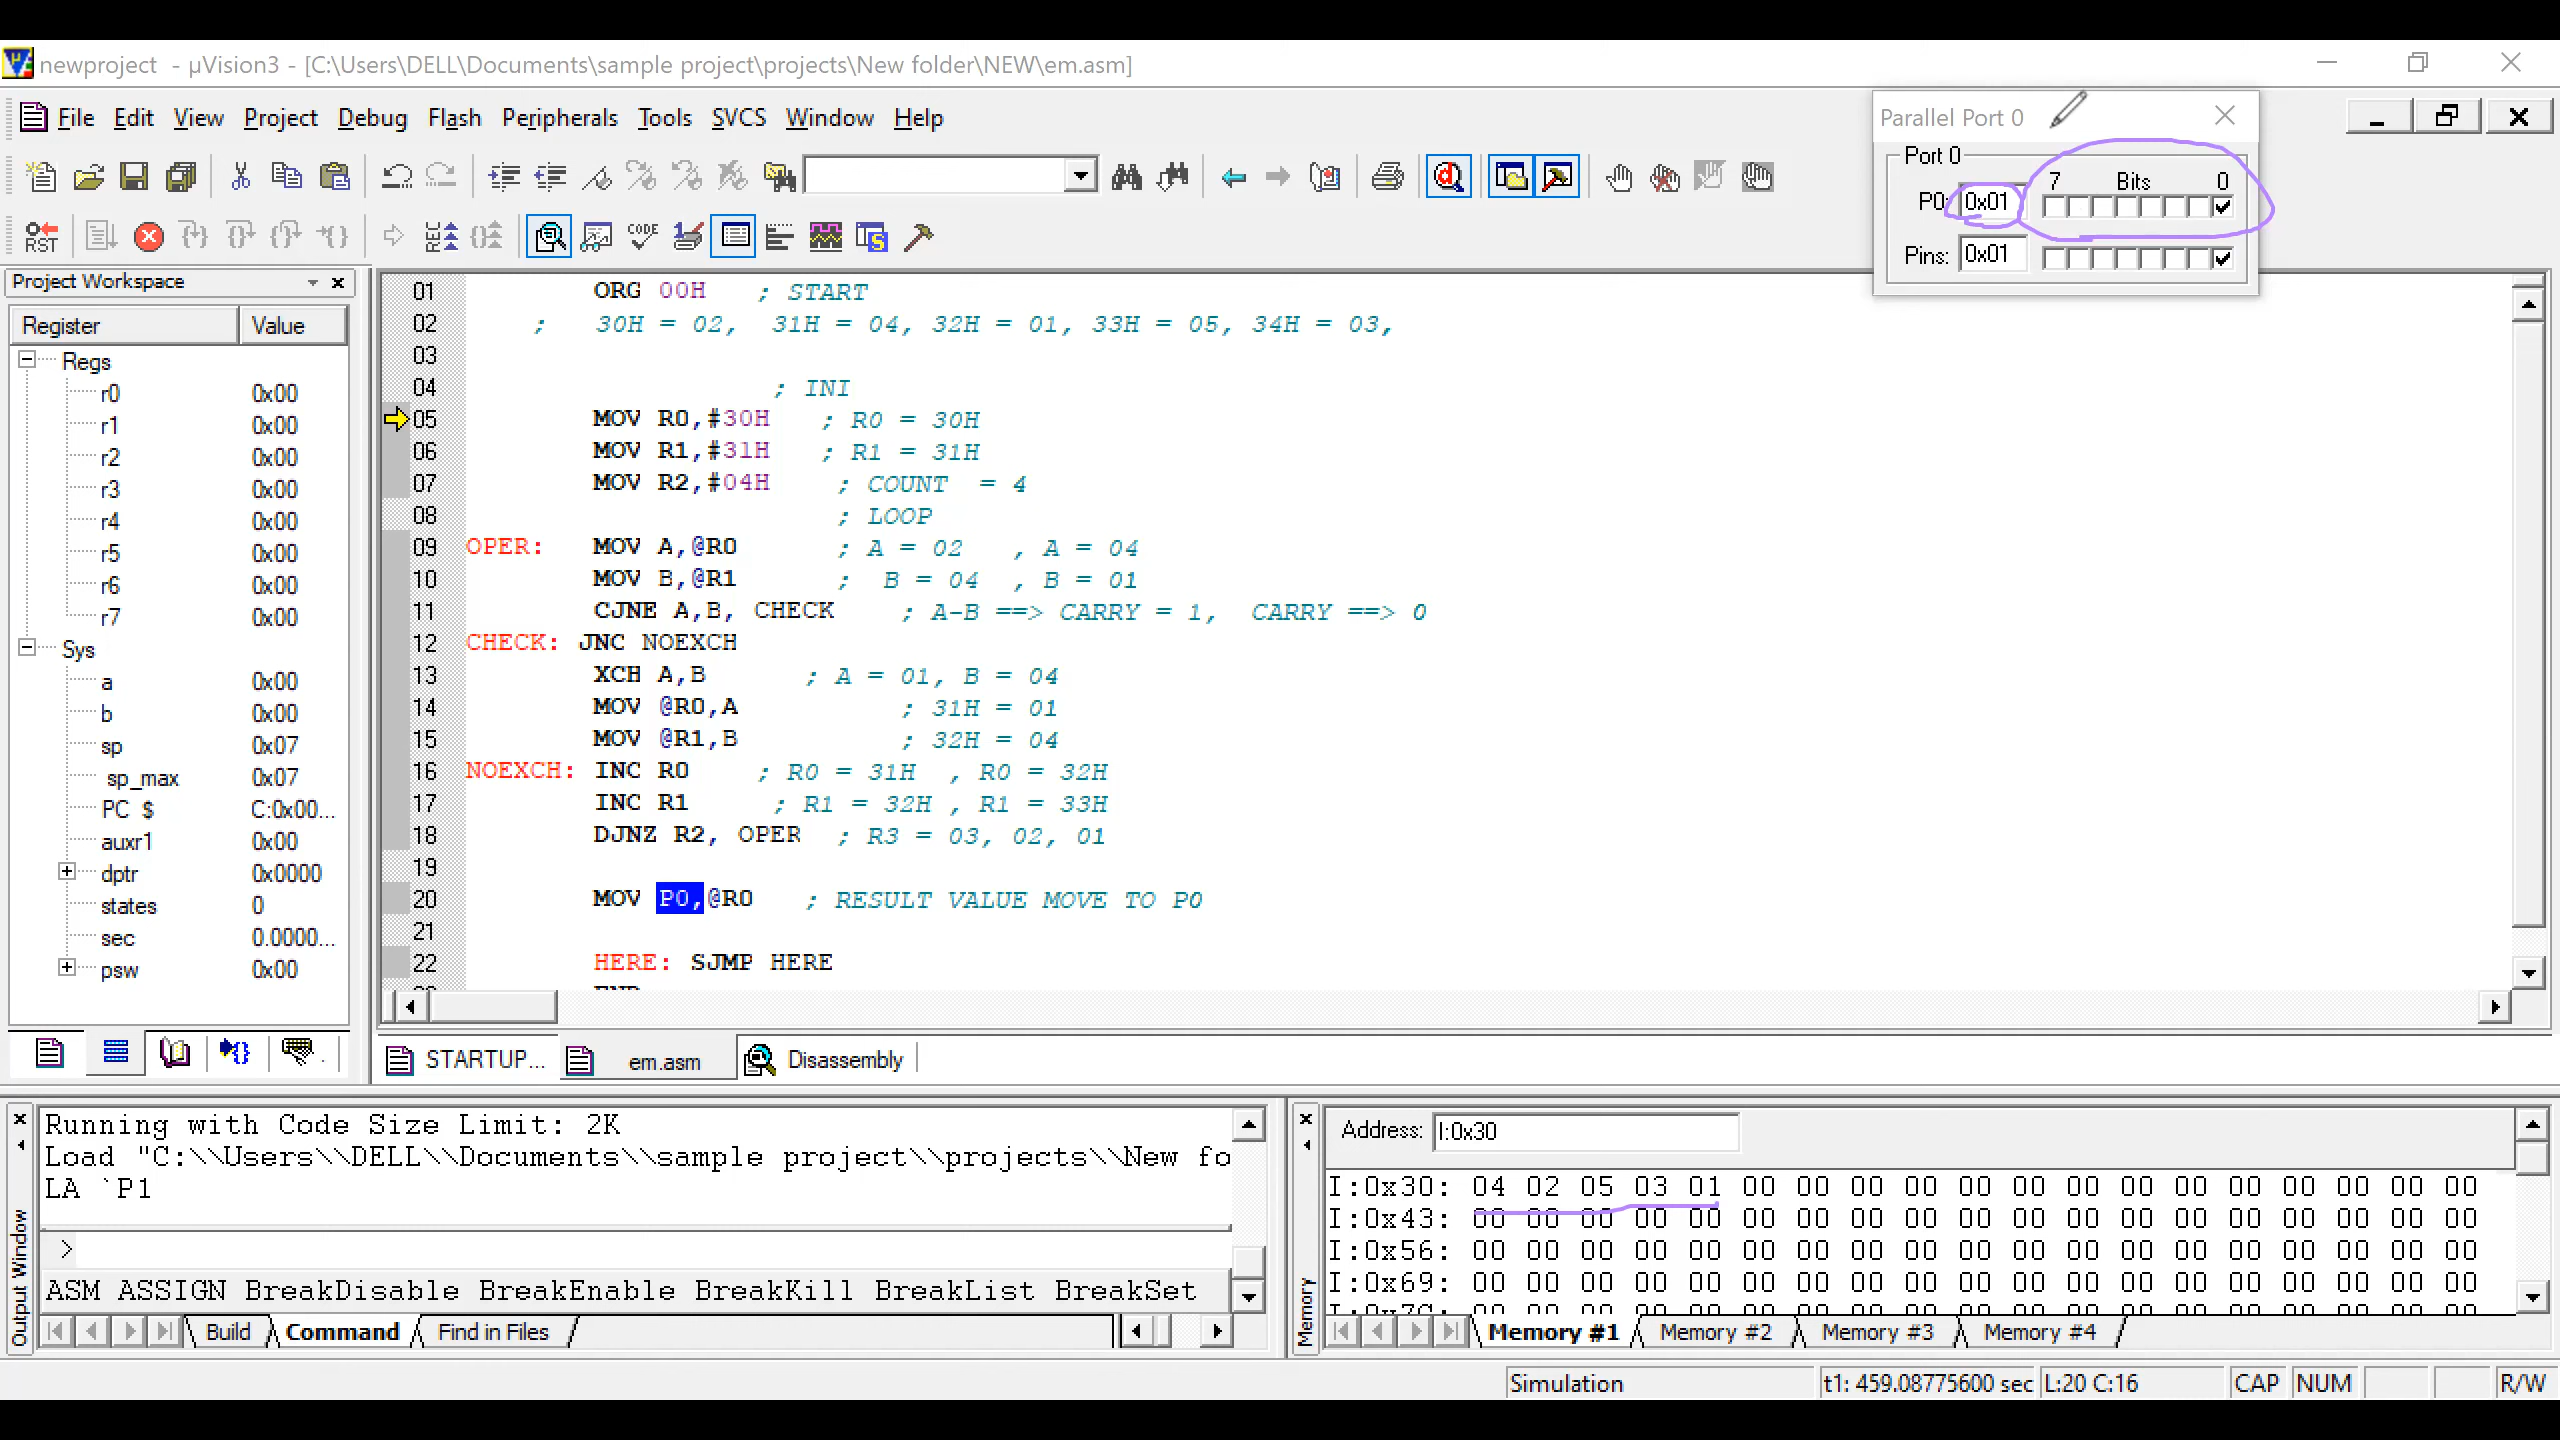 newproject - µVision3 - [C:\Users\DELL\Documents\sample project\projects\New folder\NEW\em.asm]
File Edit View Project Debug Flash Peripherals Tools SVCS Window Help
Parallel Port 0
Port 0
7 Bits 0
P0: 0x01
Pins: 0x01
RST
CODE
Project Workspace
Register Value
Regs
r0 0x00
r1 0x00
r2 0x00
r3 0x00
r4 0x00
r5 0x00
r6 0x00
r7 0x00
Sys
a 0x00
b 0x00
sp 0x07
sp_max 0x07
PC $ C:0x00...
auxr1 0x00
dptr 0x0000
states 0
sec 0.0000...
psw 0x00
01 ORG 00H ; START
02 ; 30H = 02, 31H = 04, 32H = 01, 33H = 05, 34H = 03,
03
04 ; INI
05 MOV R0,#30H ; R0 = 30H
06 MOV R1,#31H ; R1 = 31H
07 MOV R2,#04H ; COUNT = 4
08 ; LOOP
09 OPER: MOV A,@R0 ; A = 02 , A = 04
10 MOV B,@R1 ; B = 04 , B = 01
11 CJNE A,B, CHECK ; A-B ==> CARRY = 1, CARRY ==> 0
12 CHECK: JNC NOEXCH
13 XCH A,B ; A = 01, B = 04
14 MOV @R0,A ; 31H = 01
15 MOV @R1,B ; 32H = 04
16 NOEXCH: INC R0 ; R0 = 31H , R0 = 32H
17 INC R1 ; R1 = 32H , R1 = 33H
18 DJNZ R2, OPER ; R3 = 03, 02, 01
19
20 MOV P0,@R0 ; RESULT VALUE MOVE TO P0
21
22 HERE: SJMP HERE
STARTUP... em.asm Disassembly
Output Window
Running with Code Size Limit: 2K
Load "C:\\Users\\DELL\\Documents\\sample project\\projects\\New fo
LA `P1
>
ASM ASSIGN BreakDisable BreakEnable BreakKill BreakList BreakSet
Build Command Find in Files
Memory
Address: I:0x30
I:0x30: 04 02 05 03 01 00 00 00 00 00 00 00 00 00 00 00 00 00 00
I:0x43: 00 00 00 00 00 00 00 00 00 00 00 00 00 00 00 00 00 00 00
I:0x56: 00 00 00 00 00 00 00 00 00 00 00 00 00 00 00 00 00 00 00
I:0x69: 00 00 00 00 00 00 00 00 00 00 00 00 00 00 00 00 00 00 00
Memory #1 Memory #2 Memory #3 Memory #4
Simulation t1: 459.08775600 sec L:20 C:16 CAP NUM R/W